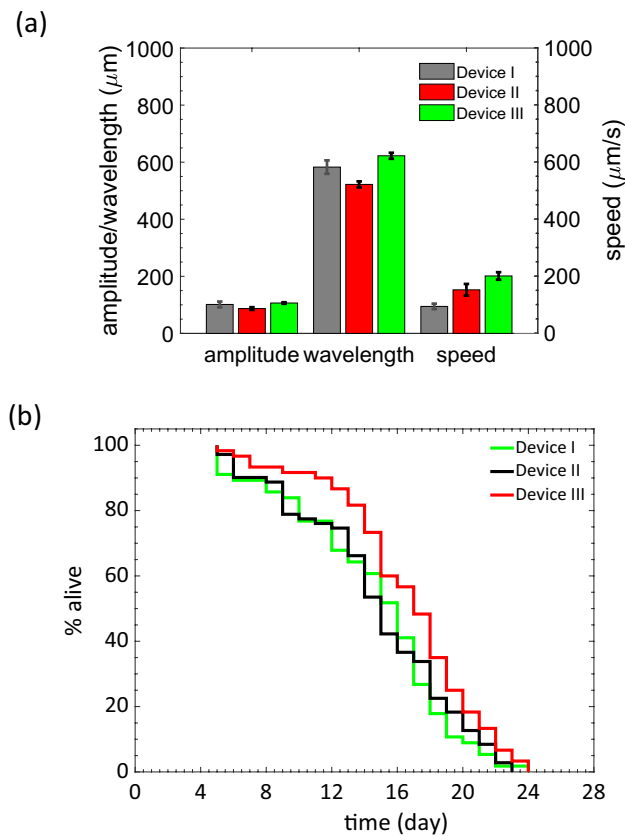 (a)
amplitude/wavelength (μm)
1000
800
600
400
200
0
Device I
Device II
Device III
1000
800
600
400
200
0
speed (μm/s)
amplitude wavelength speed
(b)
% alive
100
80
60
40
20
0
Device I
Device II
Device III
0 4 8 12 16 20 24 28
time (day)